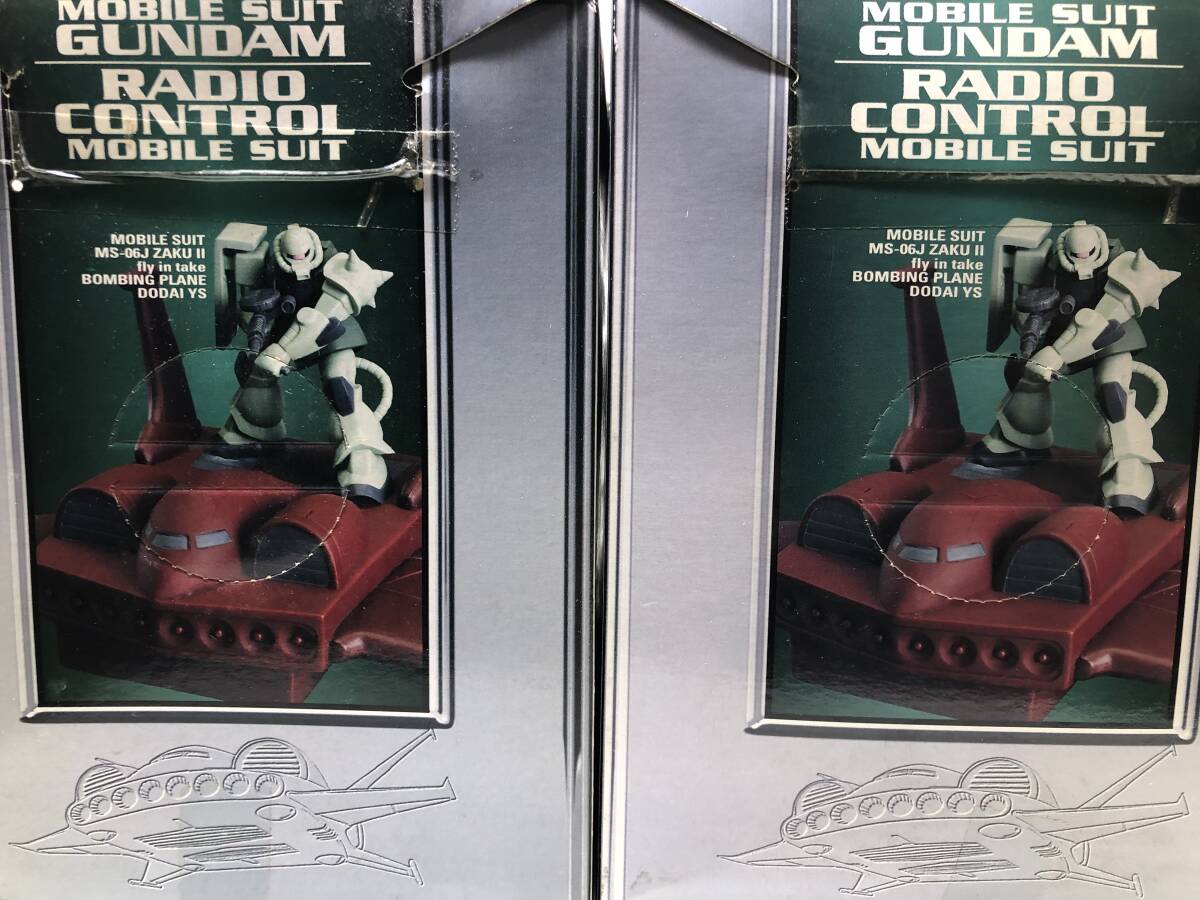 MOBILE SUIT
GUNDAM
RADIO
CONTROL
MOBILE SUIT
MOBILE SUIT
MS-06J ZAKU II
fly in take
BOMBING PLANE
DODAI YS
MOBILE SUIT
GUNDAM
RADIO
CONTROL
MOBILE SUIT
MOBILE SUIT
MS-06J ZAKU II
fly in take
BOMBING PLANE
DODAI YS